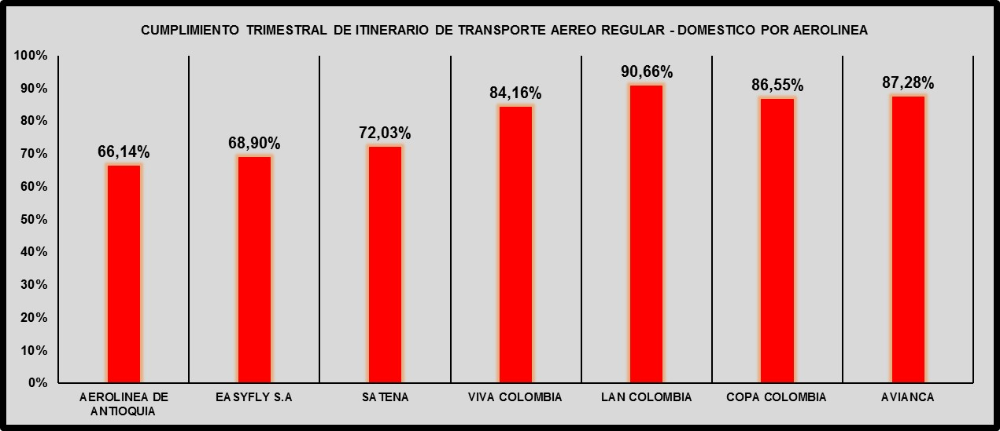 CUMPLIMIENTO TRIMESTRAL DE ITINERARIO DE TRANSPORTE AEREO REGULAR - DOMESTICO POR AEROLINEA
100%
90%
80%
70%
60%
50%
40%
30%
20%
10%
0%
66,14%
68,90%
72,03%
84,16%
90,66%
86,55%
87,28%
AEROLINEA DE
ANTIOQUIA
EASYFLY S.A
SATENA
VIVA COLOMBIA
LAN COLOMBIA
COPA COLOMBIA
AVIANCA